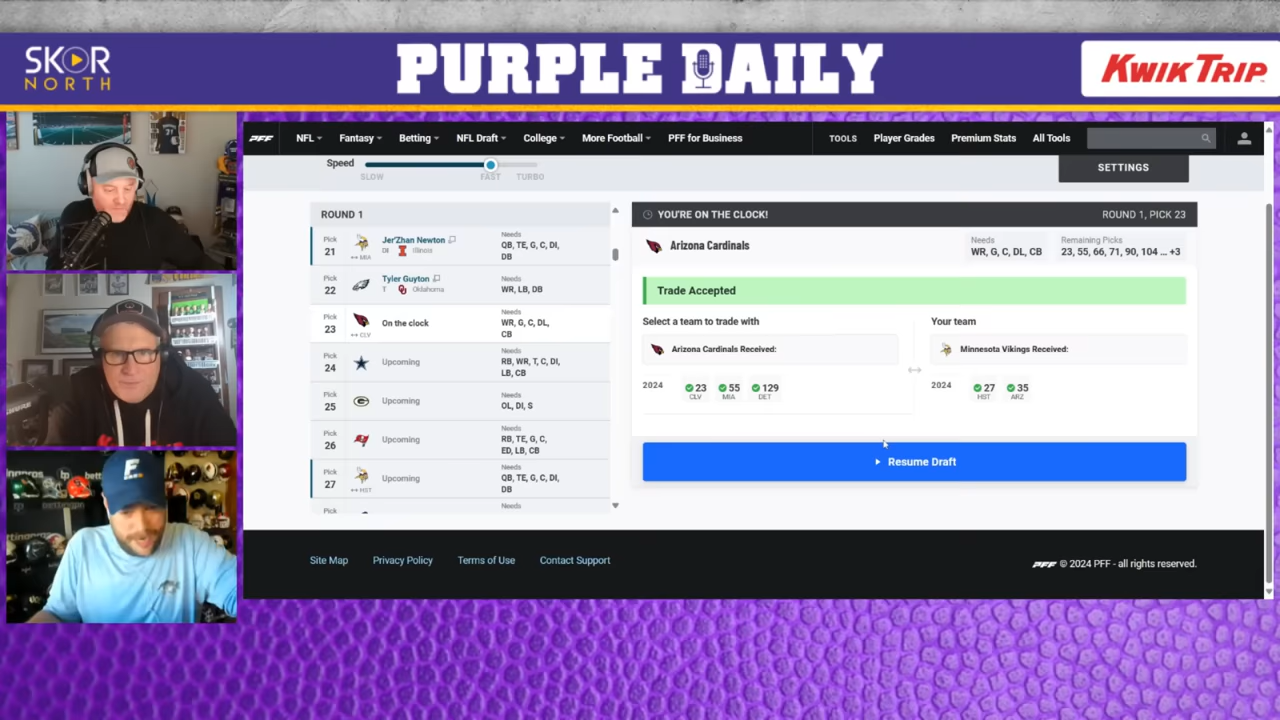 SKOR
NORTH
PURPLE DAILY
KWIK TRIP
PFF
NFL
Fantasy
Betting
NFL Draft
College
More Football
PFF for Business
TOOLS
Player Grades
Premium Stats
All Tools
Speed
SLOW
FAST
TURBO
SETTINGS
ROUND 1
Pick
21
MIA
Jer'Zhan Newton
DI
Illinois
Needs
QB, TE, G, C, DI,
DB
Pick
22
Tyler Guyton
T
Oklahoma
Needs
WR, LB, DB
Pick
23
CLV
On the clock
Needs
WR, G, C, DL,
CB
Pick
24
Upcoming
Needs
RB, WR, T, C, DI,
LB, CB
Pick
25
Upcoming
Needs
OL, DI, S
Pick
26
Upcoming
Needs
RB, TE, G, C,
ED, LB, CB
Pick
27
HST
Upcoming
Needs
QB, TE, G, C, DI,
DB
Pick
Needs
YOU'RE ON THE CLOCK!
ROUND 1, PICK 23
Arizona Cardinals
Needs
WR, G, C, DL, CB
Remaining Picks
23, 55, 66, 71, 90, 104 ... +3
Trade Accepted
Select a team to trade with
Arizona Cardinals Received:
2024
23
CLV
55
MIA
129
DET
Your team
Minnesota Vikings Received:
2024
27
HST
35
ARZ
Resume Draft
Site Map
Privacy Policy
Terms of Use
Contact Support
PFF © 2024 PFF - all rights reserved.